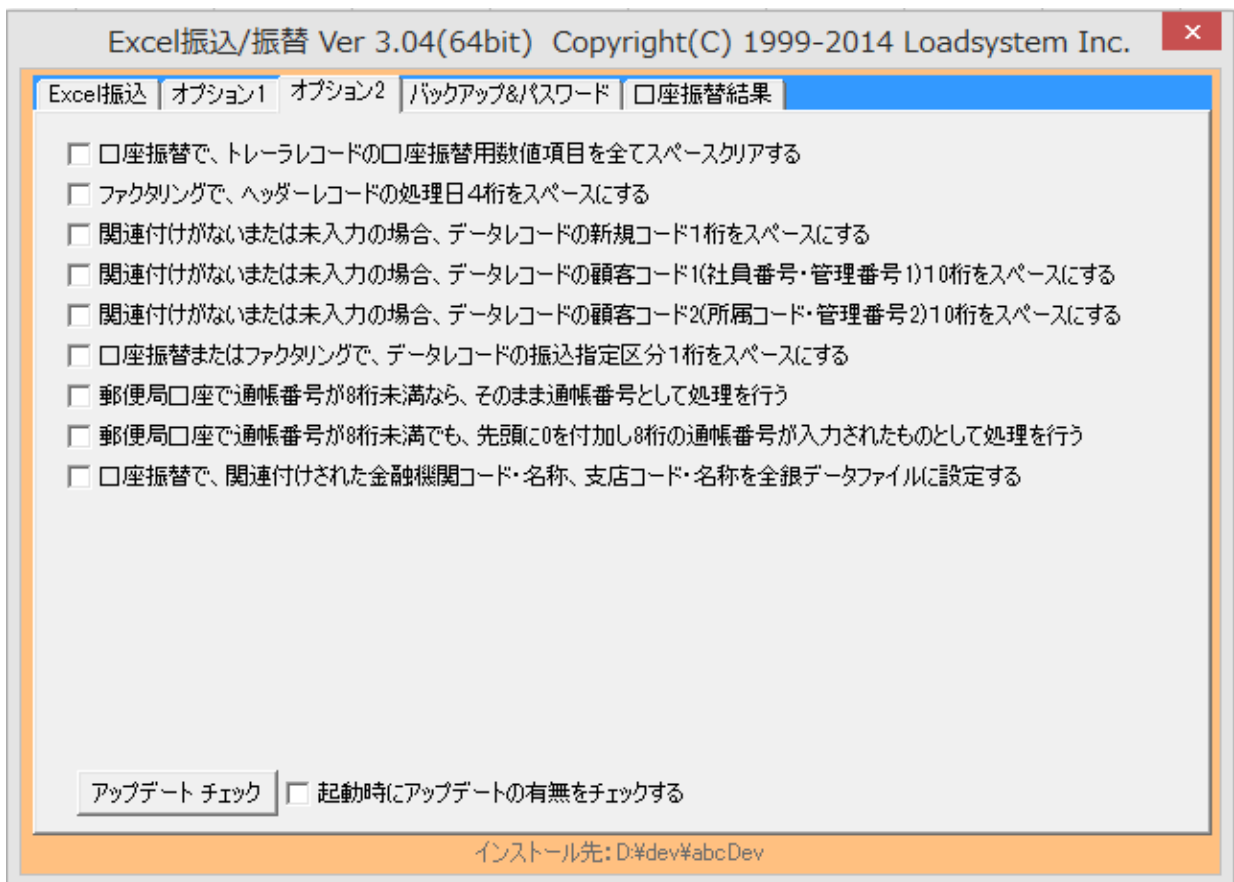 Excel振込/振替 Ver 3.04(64bit) Copyright(C) 1999-2014 Loadsystem Inc.
×
Excel振込 オプション1 オプション2 バックアップ&パスワード 口座振替結果
口座振替で、トレーラレコードの口座振替用数値項目を全てスペースクリアする
ファクタリングで、ヘッダーレコードの処理日4桁をスペースにする
関連付けがないまたは未入力の場合、データレコードの新規コード1桁をスペースにする
関連付けがないまたは未入力の場合、データレコードの顧客コード1(社員番号・管理番号1)10桁をスペースにする
関連付けがないまたは未入力の場合、データレコードの顧客コード2(所属コード・管理番号2)10桁をスペースにする
口座振替またはファクタリングで、データレコードの振込指定区分1桁をスペースにする
郵便局口座で通帳番号が8桁未満なら、そのまま通帳番号として処理を行う
郵便局口座で通帳番号が8桁未満でも、先頭に0を付加し8桁の通帳番号が入力されたものとして処理を行う
口座振替で、関連付けされた金融機関コード・名称、支店コード・名称を全銀データファイルに設定する
アップデート チェック 起動時にアップデートの有無をチェックする
インストール先：D:¥dev¥abcDev